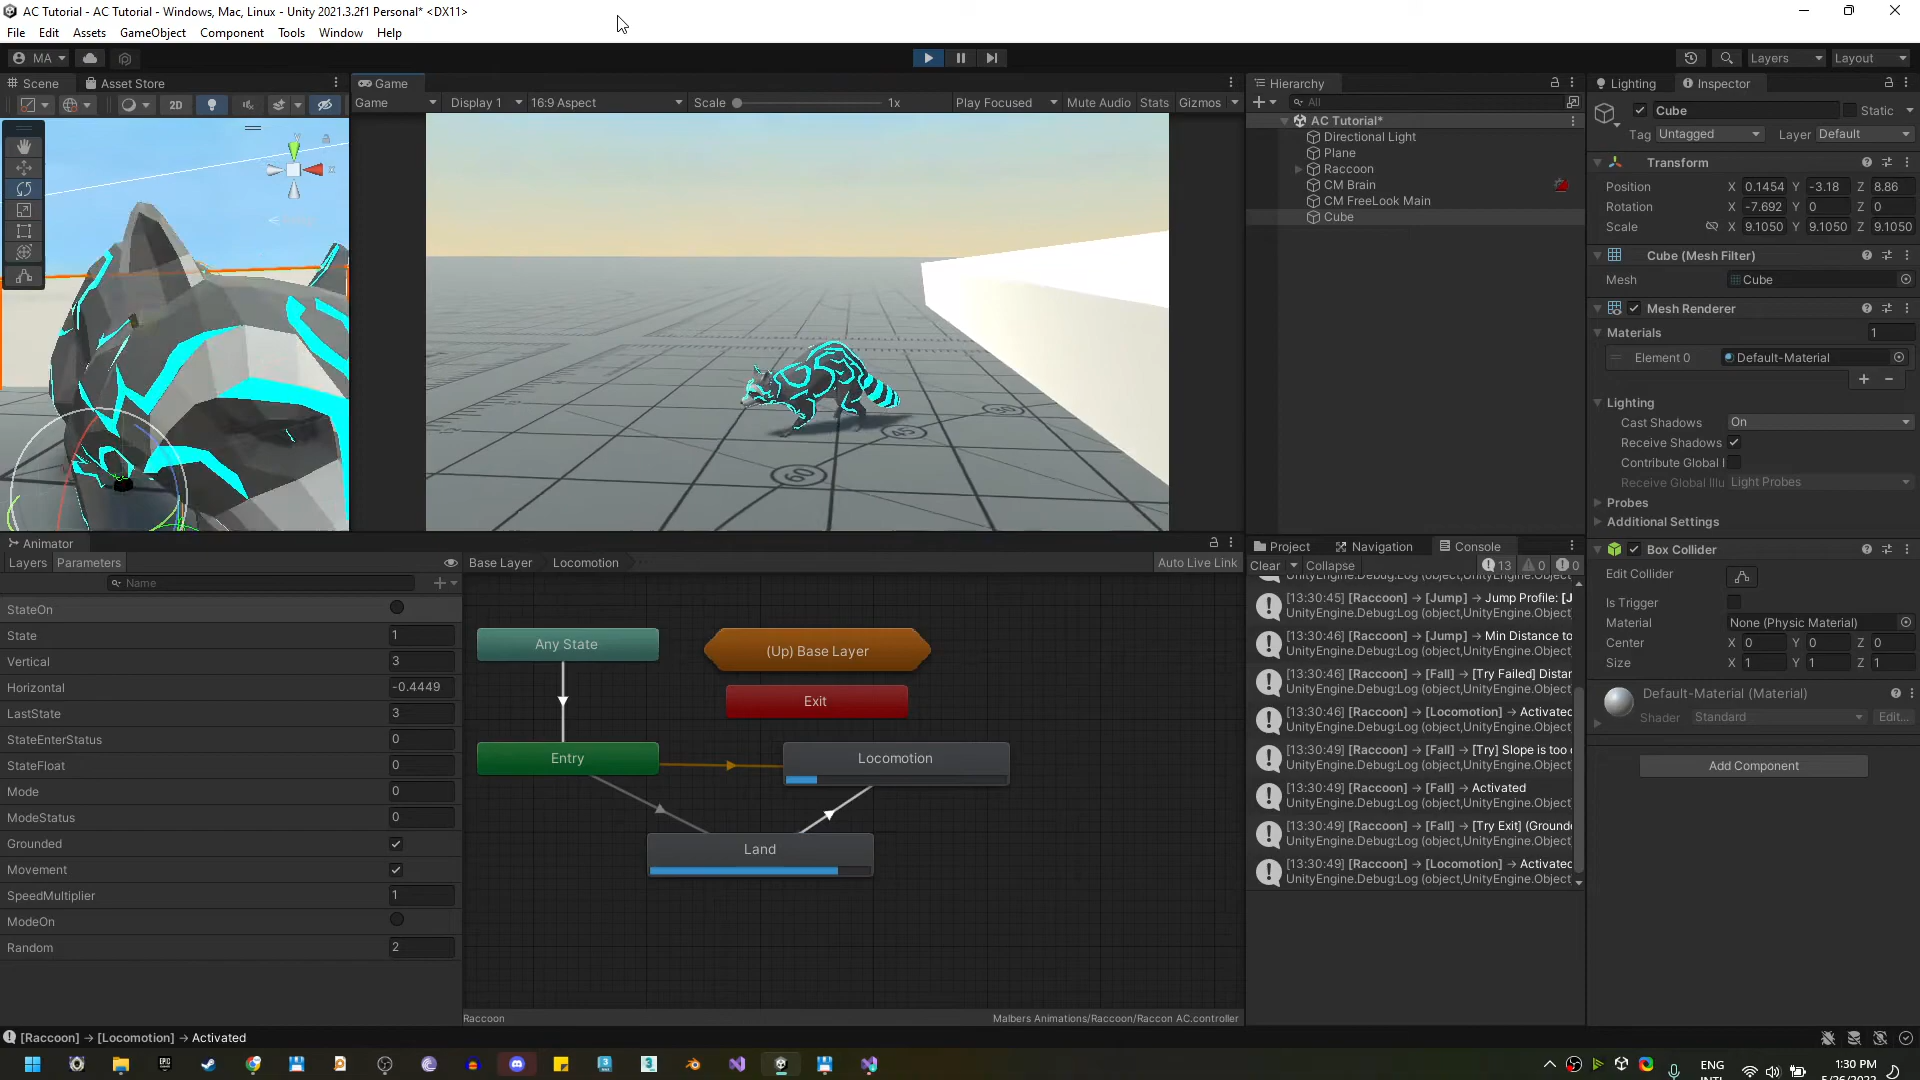 AC Tutorial - AC Tutorial - Windows, Mac, Linux - Unity 2021.3.2f1 Personal* <DX11>
File Edit Assets GameObject Component Tools Window Help
MA Layers Layout
Scene Asset Store
2D
Game
Game Display 1 16:9 Aspect Scale 1x Play Focused Mute Audio Stats Gizmos
60
45
30
Hierarchy
All
AC Tutorial*
Directional Light
Plane
Raccoon
CM Brain
CM FreeLook Main
Cube
Lighting Inspector
Cube Static
Tag Untagged Layer Default
Transform
Position X 0.1454 Y -3.18 Z 8.86
Rotation X -7.692 Y 0 Z 0
Scale X 9.1050 Y 9.1050 Z 9.1050
Cube (Mesh Filter)
Mesh Cube
Mesh Renderer
Materials 1
Element 0 Default-Material
Lighting
Cast Shadows On
Receive Shadows
Contribute Global I
Receive Global Illu Light Probes
Probes
Additional Settings
Box Collider
Edit Collider
Is Trigger
Material None (Physic Material)
Center X 0 Y 0 Z 0
Size X 1 Y 1 Z 1
Default-Material (Material)
Shader Standard Edit...
Add Component
Animator
Layers Parameters
Name
StateOn
State 1
Vertical 3
Horizontal -0.4449
LastState 3
StateEnterStatus 0
StateFloat 0
Mode 0
ModeStatus 0
Grounded
Movement
SpeedMultiplier 1
ModeOn
Random 2
Base Layer Locomotion Auto Live Link
Any State
(Up) Base Layer
Exit
Entry
Locomotion
Land
Raccoon Malbers Animations/Raccoon/Raccon AC.controller
Project Navigation Console
Clear Collapse 13 0 0
UnityEngine.Debug:Log (object,UnityEngine.Object
[13:30:45] [Raccoon] → [Jump] → Jump Profile: [J
UnityEngine.Debug:Log (object,UnityEngine.Object
[13:30:46] [Raccoon] → [Jump] → Min Distance to
UnityEngine.Debug:Log (object,UnityEngine.Object
[13:30:46] [Raccoon] → [Fall] → [Try Failed] Distan
UnityEngine.Debug:Log (object,UnityEngine.Object
[13:30:46] [Raccoon] → [Locomotion] → Activated
UnityEngine.Debug:Log (object,UnityEngine.Object
[13:30:49] [Raccoon] → [Fall] → [Try] Slope is too
UnityEngine.Debug:Log (object,UnityEngine.Object
[13:30:49] [Raccoon] → [Fall] → Activated
UnityEngine.Debug:Log (object,UnityEngine.Object
[13:30:49] [Raccoon] → [Fall] → [Try Exit] (Grounde
UnityEngine.Debug:Log (object,UnityEngine.Object
[13:30:49] [Raccoon] → [Locomotion] → Activated
UnityEngine.Debug:Log (object,UnityEngine.Object
[Raccoon] → [Locomotion] → Activated
ENG
INTL
1:30 PM
5/26/2022